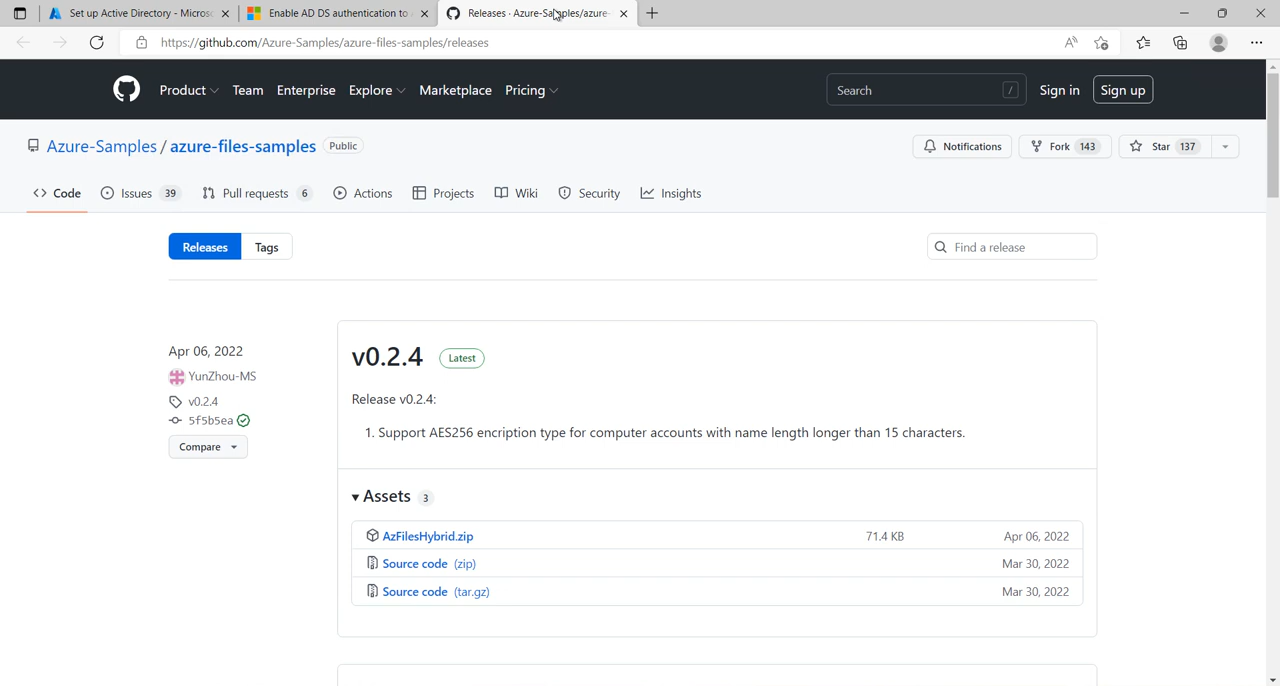 Set up Active Directory - Microso
Enable AD DS authentication to
Releases · Azure-Samples/azure-
https://github.com/Azure-Samples/azure-files-samples/releases
Product Team Enterprise Explore Marketplace Pricing Search / Sign in Sign up
Azure-Samples / azure-files-samples Public Notifications Fork 143 Star 137
<> Code Issues 39 Pull requests 6 Actions Projects Wiki Security Insights
Releases Tags Find a release
Apr 06, 2022
YunZhou-MS
v0.2.4
5f5b5ea
Compare
v0.2.4 Latest
Release v0.2.4:
1. Support AES256 encription type for computer accounts with name length longer than 15 characters.
Assets 3
AzFilesHybrid.zip 71.4 KB Apr 06, 2022
Source code (zip) Mar 30, 2022
Source code (tar.gz) Mar 30, 2022